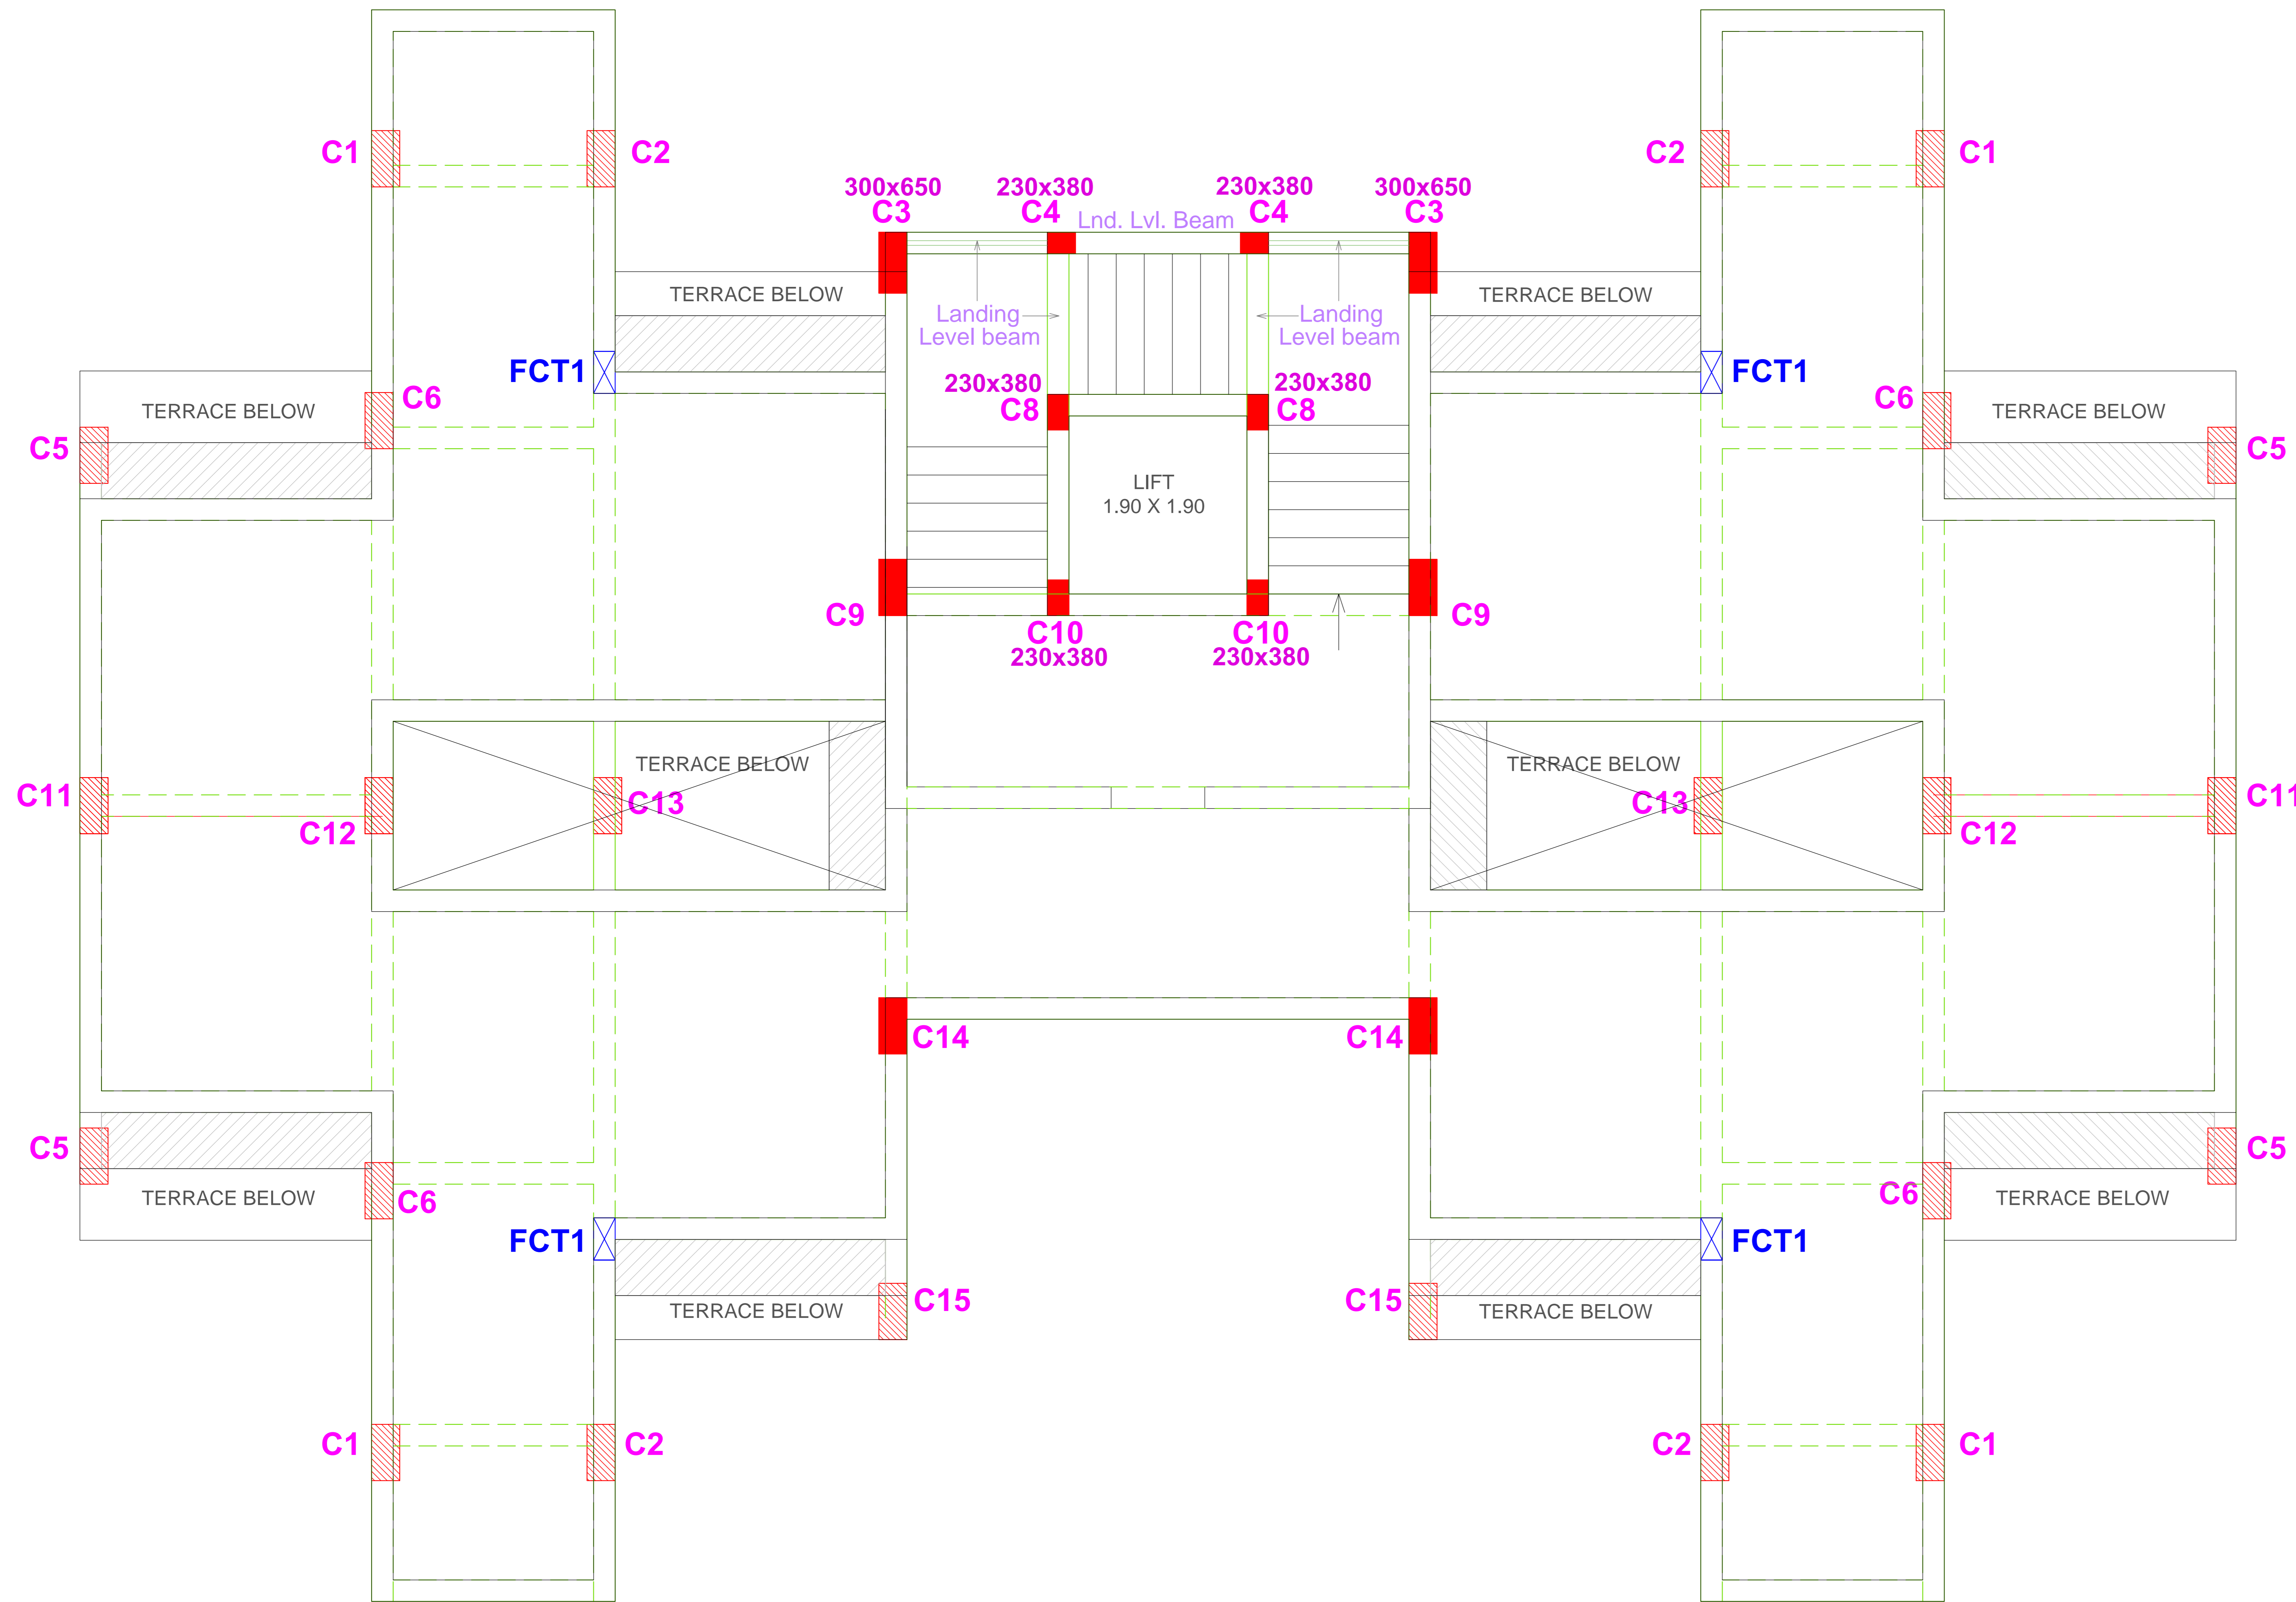 C1
C2
C2
C1
300x650
230x380
230x380
300x650
C3
C4
C4
C3
Lnd. Lvl. Beam
TERRACE BELOW
TERRACE BELOW
Landing
Level beam
Landing
Level beam
FCT1
230x380
230x380
FCT1
C8
C8
TERRACE BELOW
C6
C6
TERRACE BELOW
C5
C5
LIFT
1.90 X 1.90
C9
C9
C10
C10
230x380
230x380
TERRACE BELOW
TERRACE BELOW
C11
C13
C13
C11
C12
C12
C14
C14
C5
C5
TERRACE BELOW
C6
C6
TERRACE BELOW
FCT1
FCT1
C15
C15
TERRACE BELOW
TERRACE BELOW
C1
C2
C2
C1